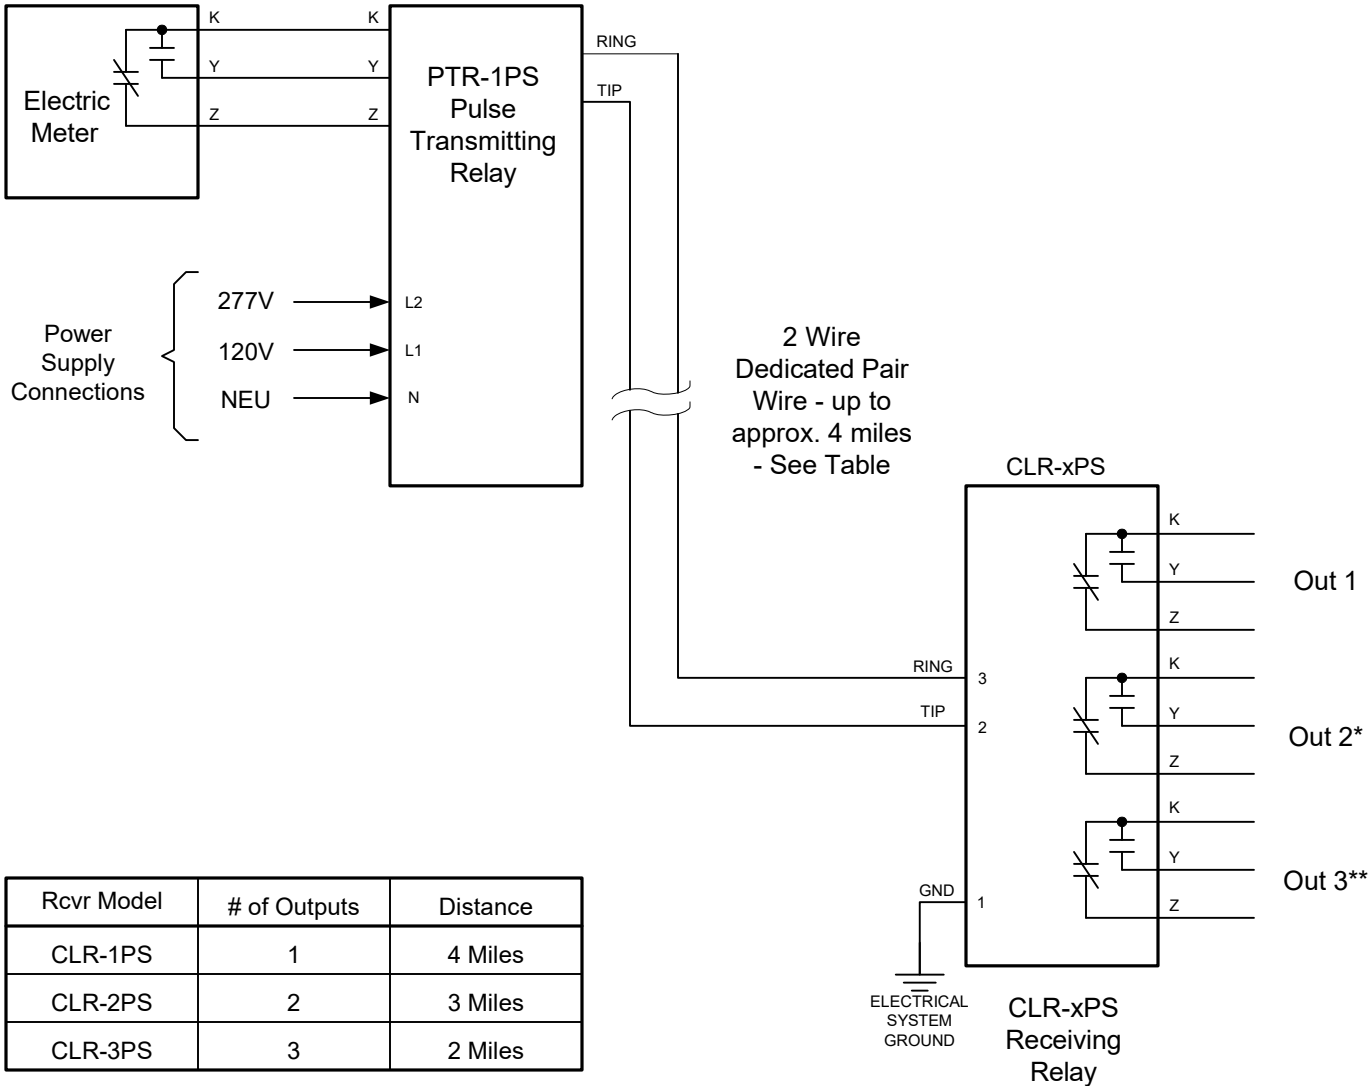 K
K
Y
Y
Z
Z
Electric
Meter
PTR-1PS
Pulse
Transmitting
Relay
RING
TIP
Power
Supply
Connections
277V
120V
NEU
L2
L1
N
2 Wire
Dedicated Pair
Wire - up to
approx. 4 miles
- See Table
CLR-xPS
K
Y
Z
Out 1
K
Y
Z
Out 2*
K
Y
Z
Out 3**
RING
3
TIP
2
GND
1
ELECTRICAL
SYSTEM
GROUND
CLR-xPS
Receiving
Relay
Rcvr Model # of Outputs Distance
CLR-1PS 1 4 Miles
CLR-2PS 2 3 Miles
CLR-3PS 3 2 Miles